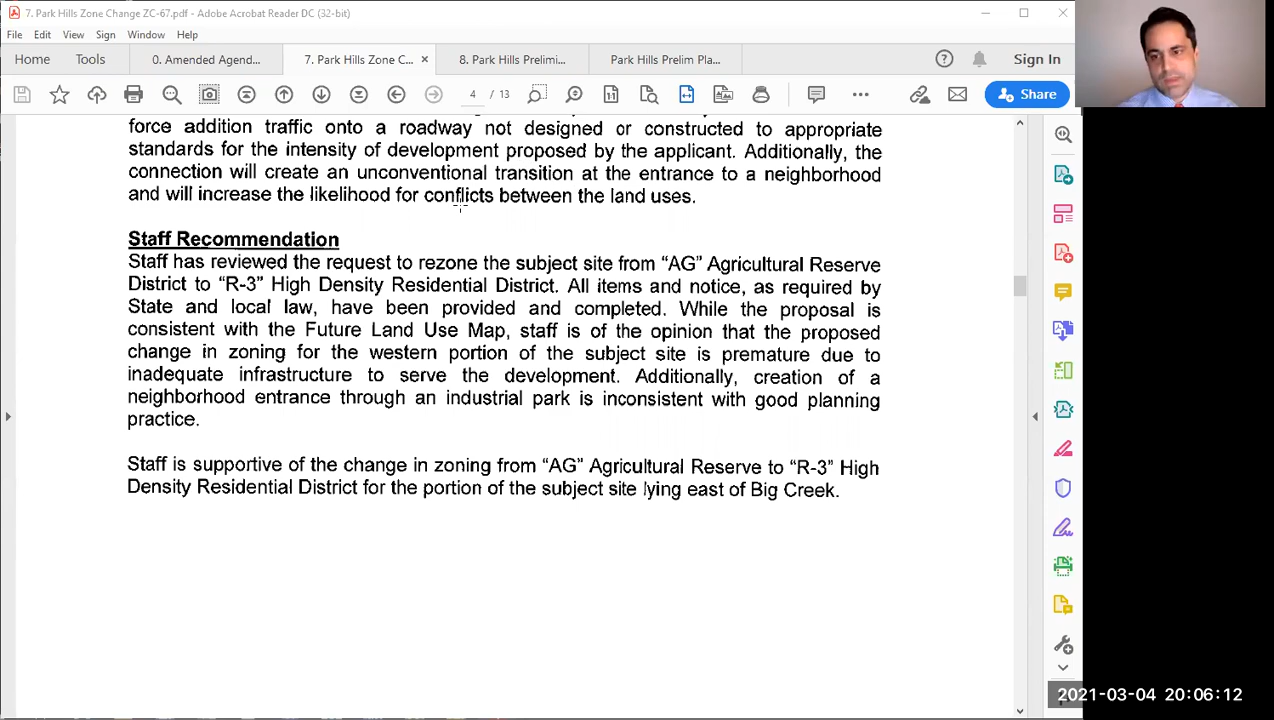 7. Park Hills Zone Change ZC-67.pdf - Adobe Acrobat Reader DC (32-bit)
File Edit View Sign Window Help
Home Tools 0. Amended Agend... 7. Park Hills Zone C... × 8. Park Hills Prelimi... Park Hills Prelim Pla... Sign In
4 / 13 Share
force addition traffic onto a roadway not designed or constructed to appropriate
standards for the intensity of development proposed by the applicant. Additionally, the
connection will create an unconventional transition at the entrance to a neighborhood
and will increase the likelihood for conflicts between the land uses.
Staff Recommendation
Staff has reviewed the request to rezone the subject site from “AG” Agricultural Reserve
District to “R-3” High Density Residential District. All items and notice, as required by
State and local law, have been provided and completed. While the proposal is
consistent with the Future Land Use Map, staff is of the opinion that the proposed
change in zoning for the western portion of the subject site is premature due to
inadequate infrastructure to serve the development. Additionally, creation of a
neighborhood entrance through an industrial park is inconsistent with good planning
practice.
Staff is supportive of the change in zoning from “AG” Agricultural Reserve to “R-3” High
Density Residential District for the portion of the subject site lying east of Big Creek.
2021-03-04 20:06:12